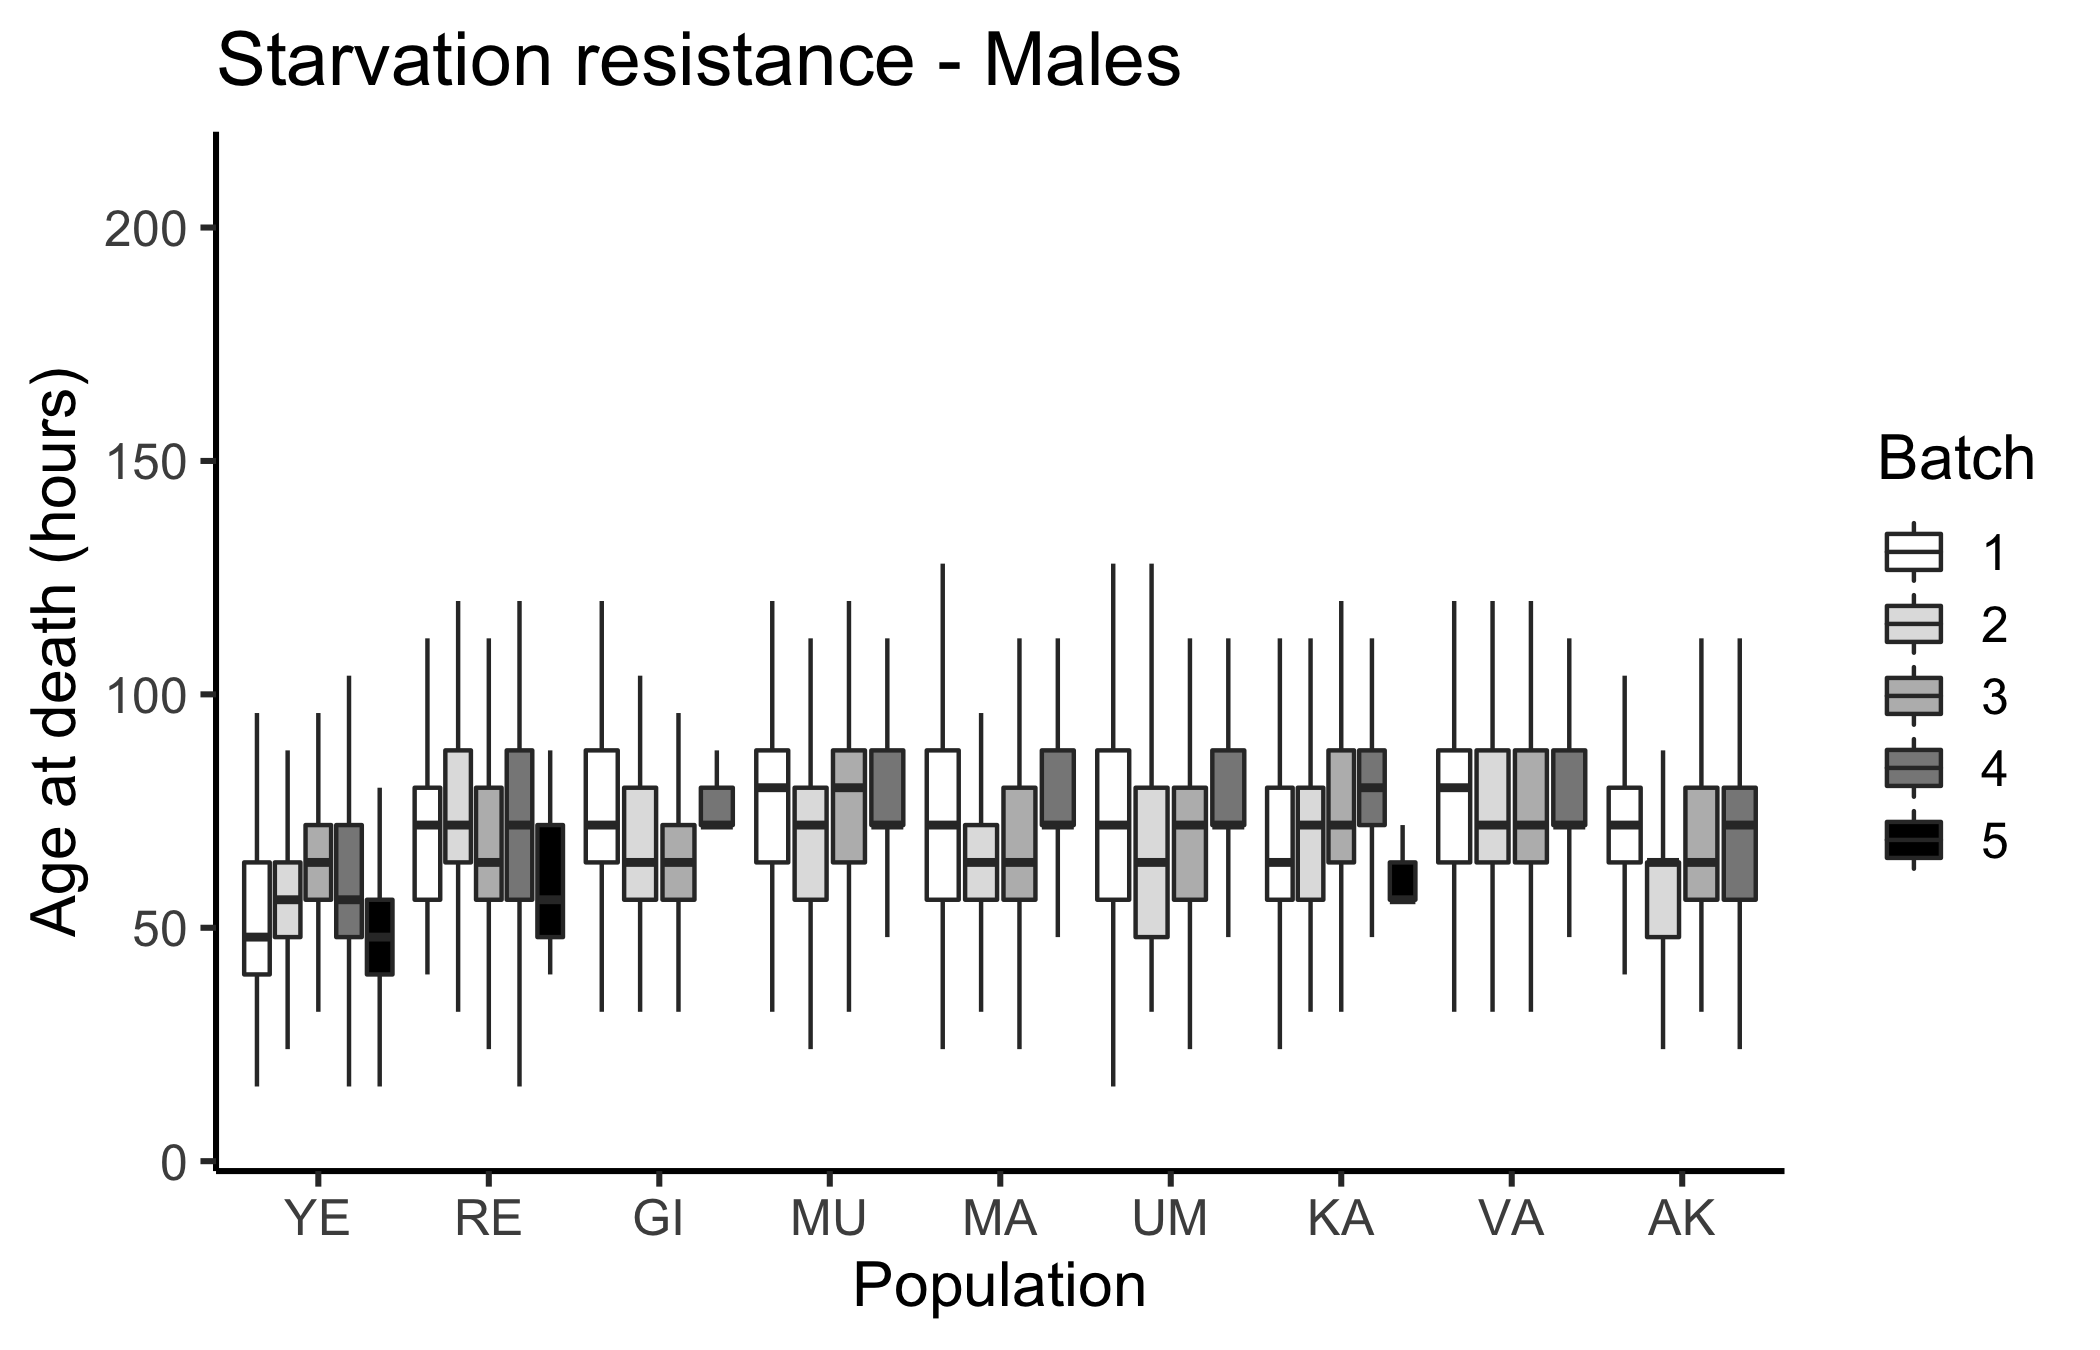 Starvation resistance - Males
Age at death (hours)
200
150
100
50
0
YE RE GI MU MA UM KA VA AK
Population
Batch
1
2
3
4
5